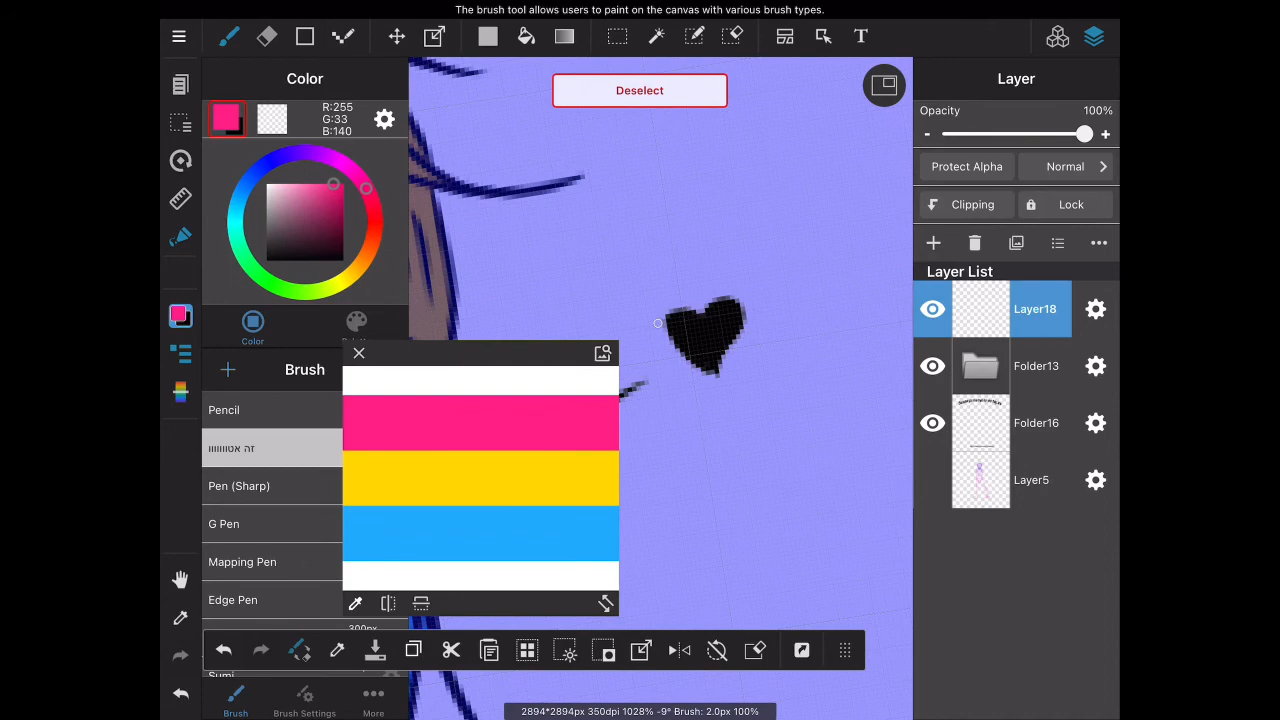 The brush tool allows users to paint on the canvas with various brush types.
T
Color
Deselect
Layer
R:255
G:33
B:140
Opacity 100%
- +
Protect Alpha
Normal
Clipping
Lock
Layer List
Layer18
Color
Brush
Folder13
Pencil
Folder16
זה אטווווווו
Layer5
Pen (Sharp)
G Pen
Mapping Pen
Edge Pen
300px
Sumi
Brush
Brush Settings
More
2894*2894px 350dpi 1028% -9° Brush: 2.0px 100%